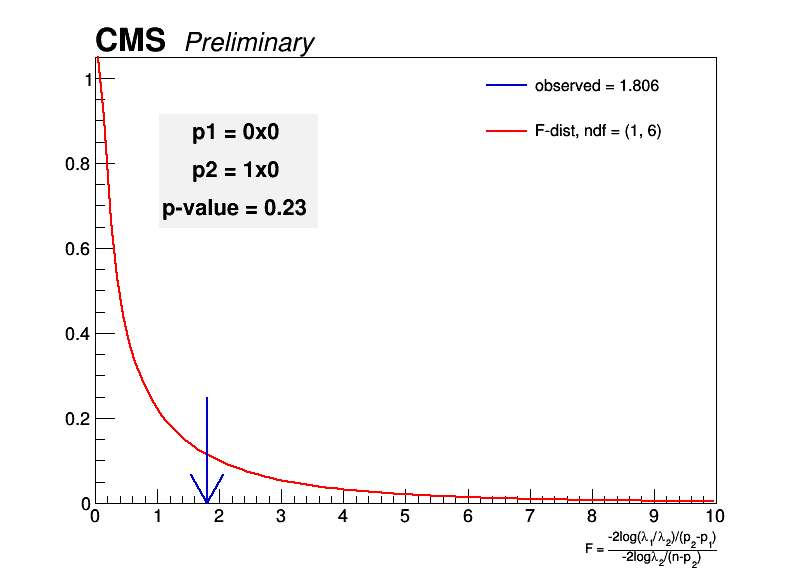 CMS Preliminary
observed = 1.806
F-dist, ndf = (1, 6)
p1 = 0x0
p2 = 1x0
p-value = 0.23
1
0.8
0.6
0.4
0.2
0
0 1 2 3 4 5 6 7 8 9 10
F = -2log(λ1/λ2)/(p2-p1)
-2logλ2/(n-p2)